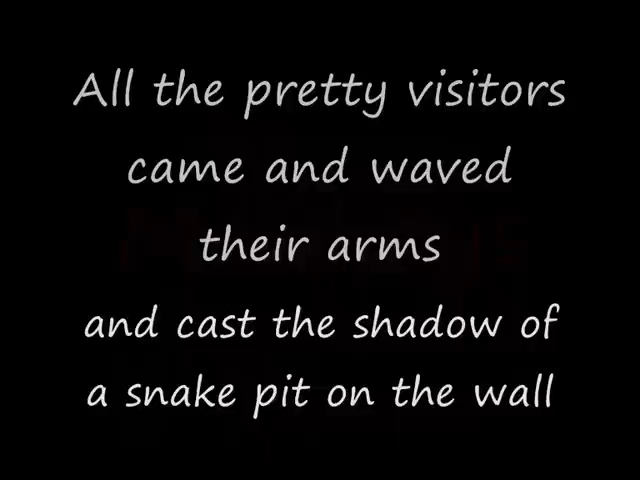 All the pretty visitors
came and waved
their arms
and cast the shadow of
a snake pit on the wall